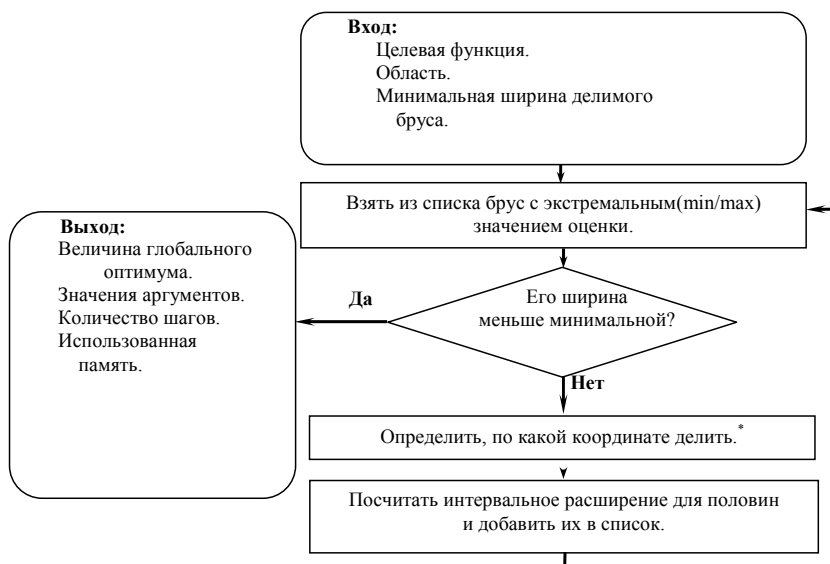 Вход:
Целевая функция.
Область.
Минимальная ширина делимого
бруса.
Взять из списка брус с экстремальным(min/max)
значением оценки.
Выход:
Величина глобального
оптимума.
Значения аргументов.
Количество шагов.
Использованная
память.
Да
Его ширина
меньше минимальной?
Нет
Определить, по какой координате делить.*
Посчитать интервальное расширение для половин
и добавить их в список.